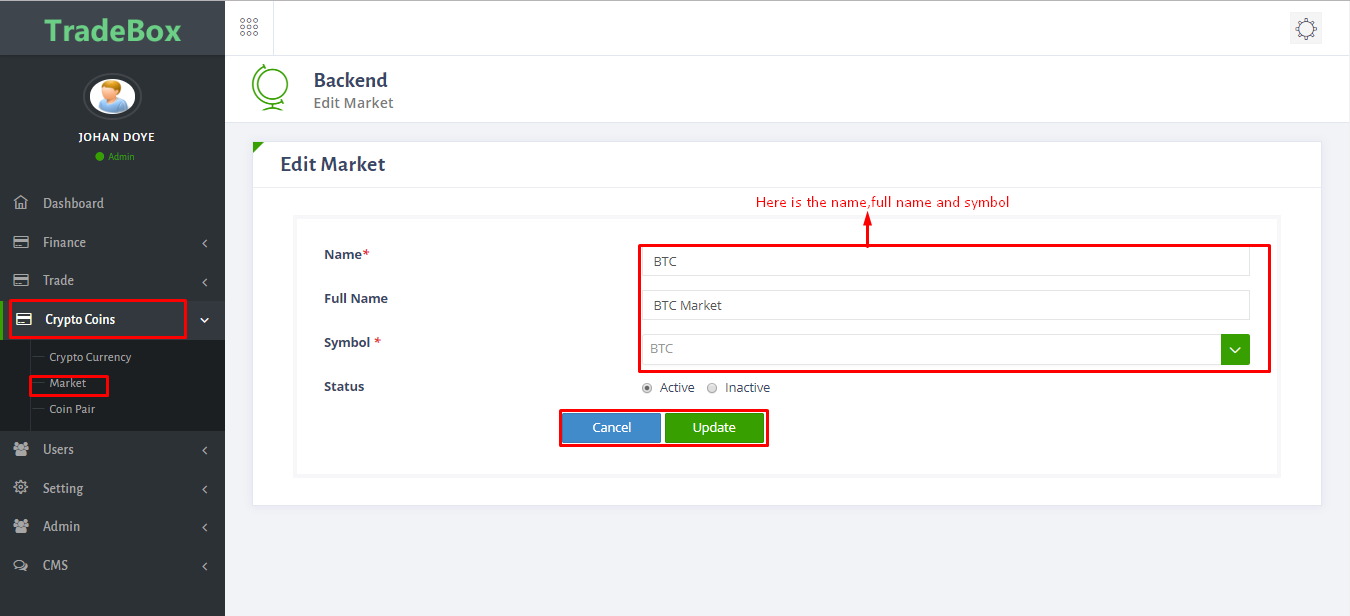 TradeBox
JOHAN DOYE
Admin
Dashboard
Finance
Trade
Crypto Coins
Crypto Currency
Market
Coin Pair
Users
Setting
Admin
CMS
Backend
Edit Market
Edit Market
Here is the name,full name and symbol
Name*
BTC
Full Name
BTC Market
Symbol *
BTC
Status
Active Inactive
Cancel Update